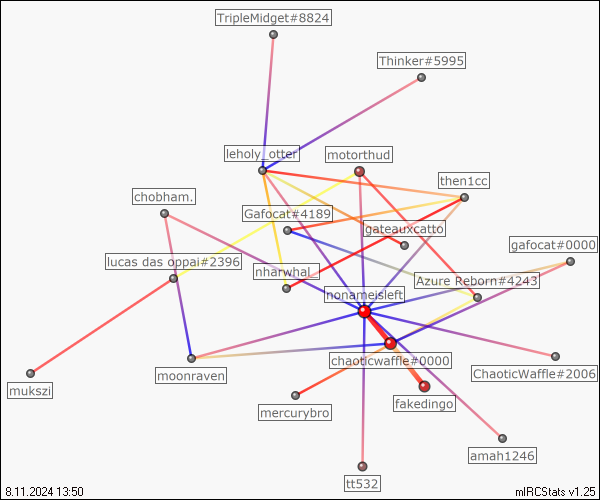 TripleMidget#8824
Thinker#5995
leholy_otter
motorthud
then1cc
chobham.
Gafocat#4189
gateauxcatto
gafocat#0000
lucas das oppai#2396
nharwhal_
Azure Reborn#4243
nonameisleft
chaoticwaffle#0000
moonraven
ChaoticWaffle#2006
mukszi
mercurybro
fakedingo
amah1246
tt532
8.11.2024 13:50
mIRCStats v1.25